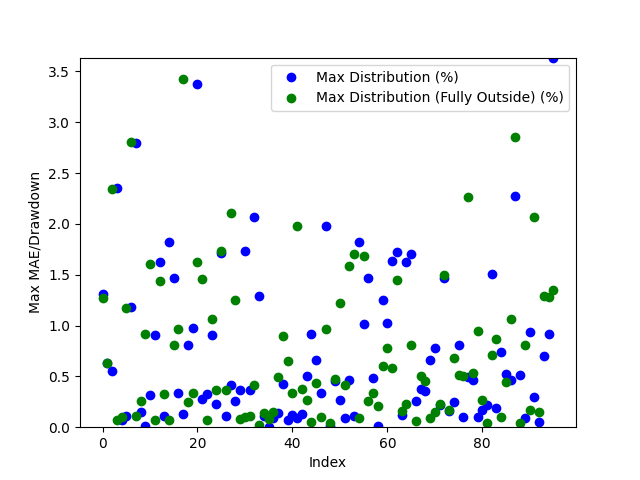 Max Distribution (%)
Max Distribution (Fully Outside) (%)
3.5
3.0
2.5
2.0
1.5
1.0
0.5
0.0
Max MAE/Drawdown
0 20 40 60 80
Index